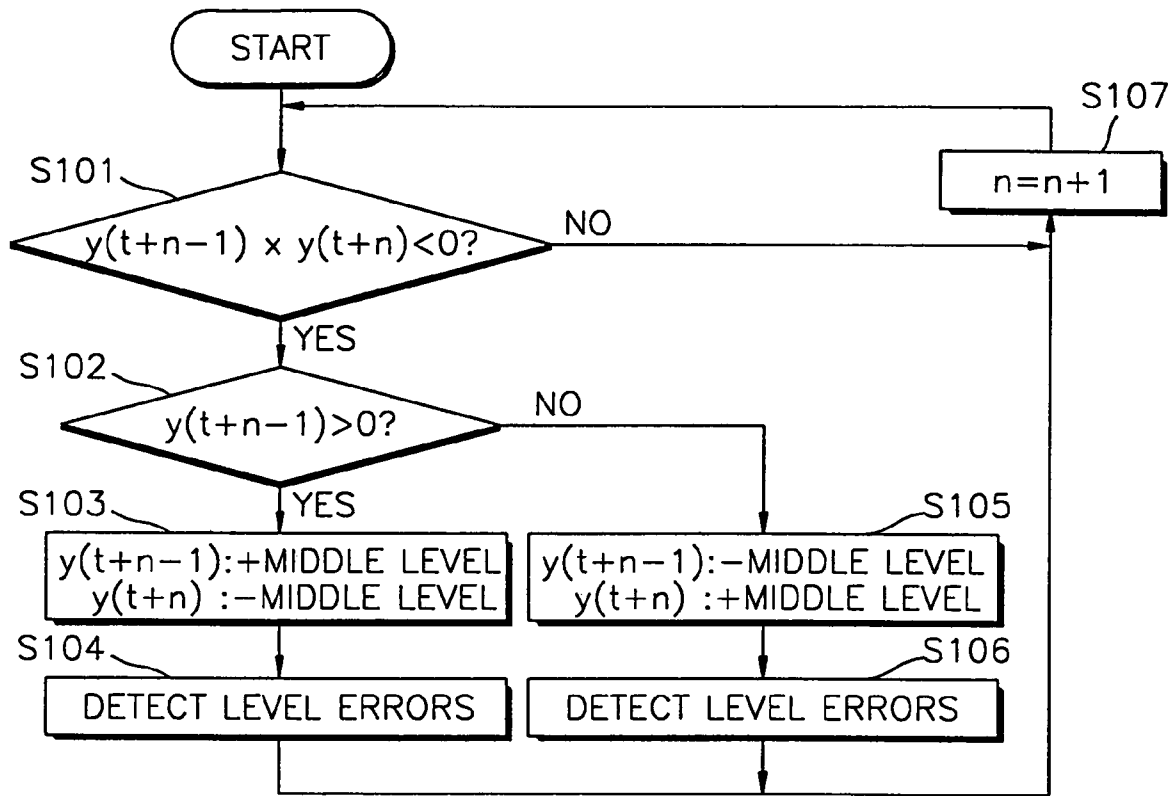 START
S107
n=n+1
S101
y(t+n-1) x y(t+n)<0?
NO
YES
S102
y(t+n-1)>0?
NO
YES
S103
y(t+n-1):+MIDDLE LEVEL
y(t+n) :-MIDDLE LEVEL
S105
y(t+n-1):-MIDDLE LEVEL
y(t+n) :+MIDDLE LEVEL
S104
DETECT LEVEL ERRORS
S106
DETECT LEVEL ERRORS